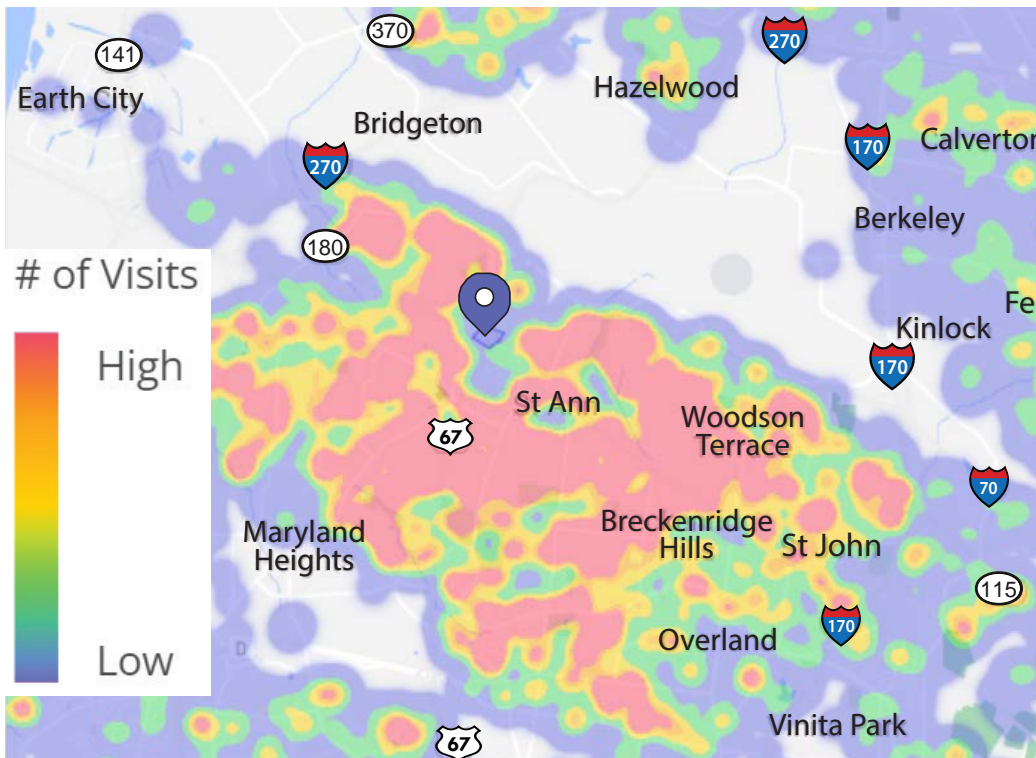 370
270
141
Hazelwood
Earth City
Bridgeton
270
170
Calverton
Berkeley
180
# of Visits
High
Fe
Kinlock
170
St Ann
Woodson
Terrace
67
70
Breckenridge
Hills
St John
Maryland
Heights
115
170
Overland
D
Low
Vinita Park
67